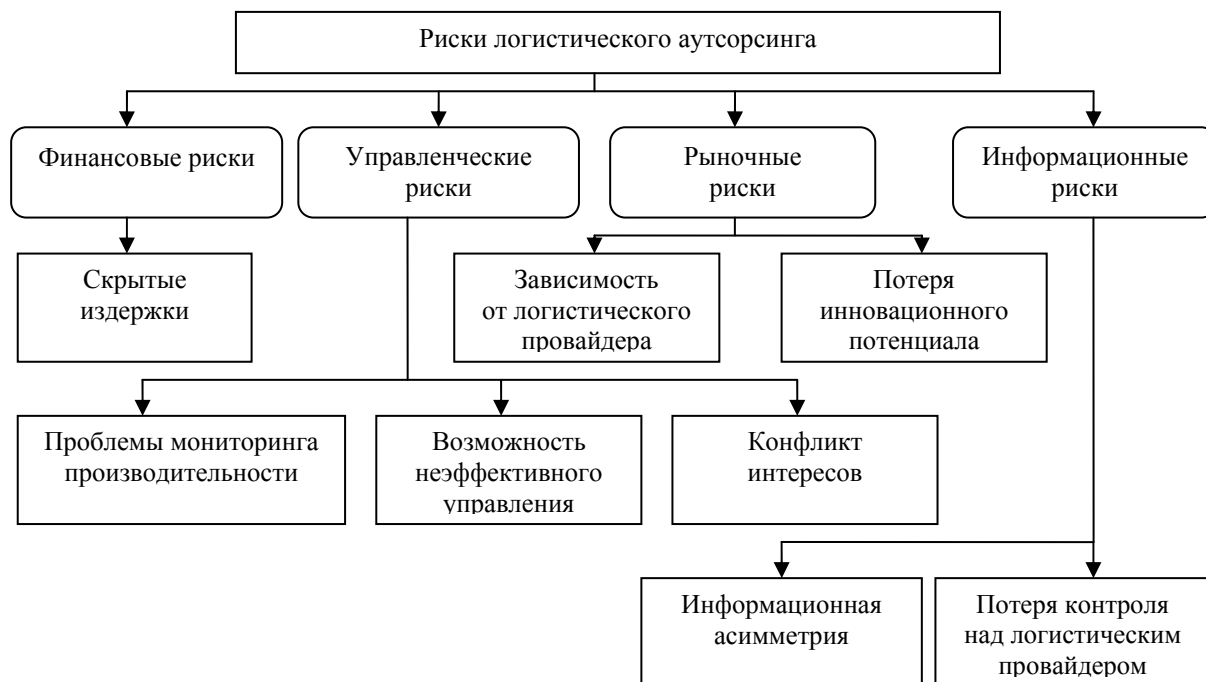 Риски логистического аутсорсинга
Финансовые риски
Управленческие
риски
Рыночные
риски
Информационные
риски
Скрытые
издержки
Зависимость
от логистического
провайдера
Потеря
инновационного
потенциала
Проблемы мониторинга
производительности
Возможность
неэффективного
управления
Конфликт
интересов
Информационная
асимметрия
Потеря контроля
над логистическим
провайдером